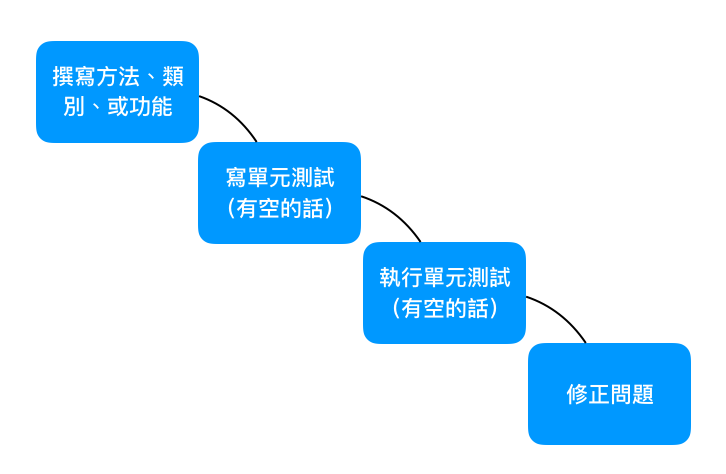 撰寫方法、類
別、或功能
寫單元測試
（有空的話）
執行單元測試
（有空的話）
修正問題